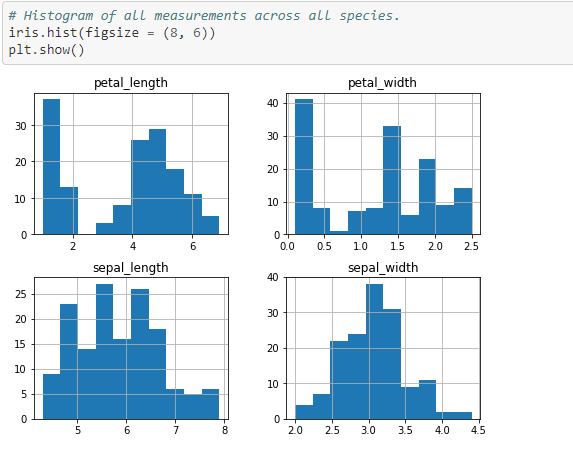 # Histogram of all measurements across all species.
iris.hist(figsize = (8, 6))
plt.show()
petal_length
30
20
10
0
2 4 6
petal_width
40
30
20
10
0
0.0 0.5 1.0 1.5 2.0 2.5
sepal_length
25
20
15
10
5
0
5 6 7 8
sepal_width
40
30
20
10
0
2.0 2.5 3.0 3.5 4.0 4.5